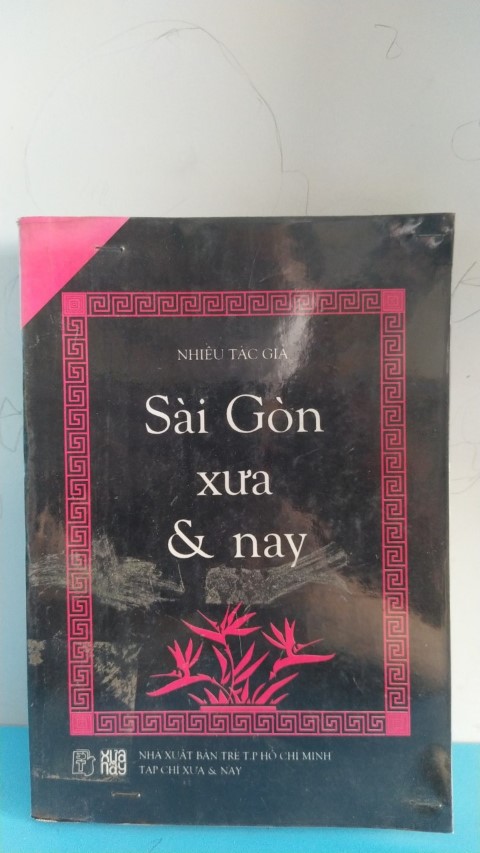 NHIỀU TÁC GIẢ
Sài Gòn
xưa
& nay
xưa
nay
NHÀ XUẤT BẢN TRẺ T.P HỒ CHÍ MINH
TẠP CHÍ XƯA & NAY